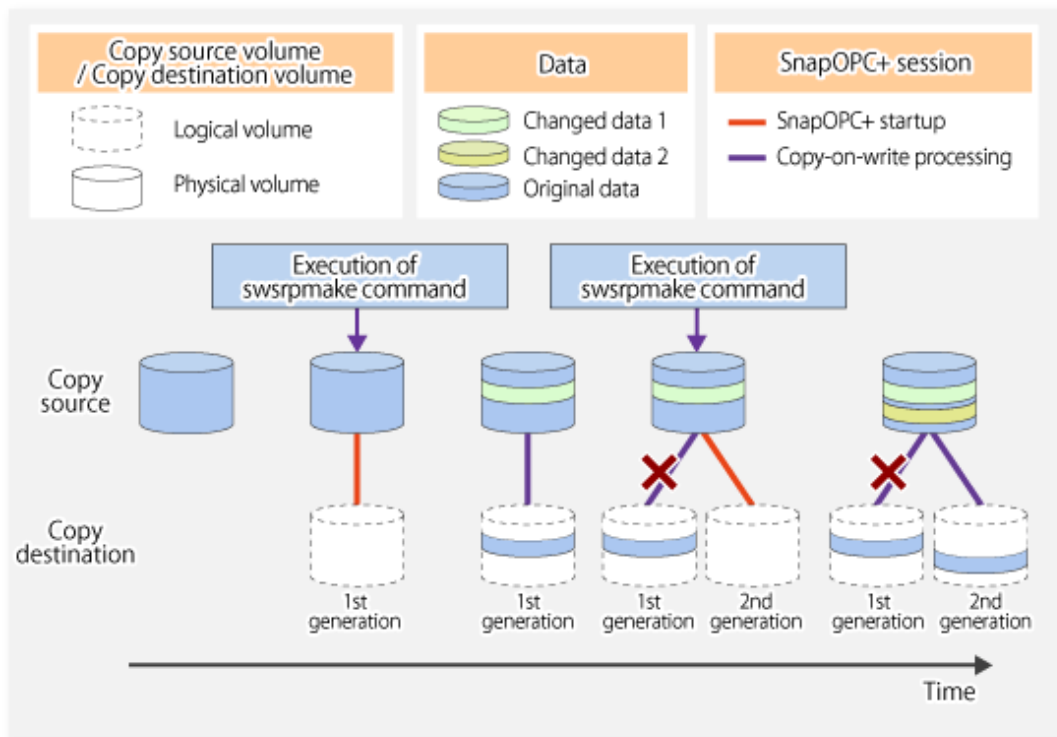 Copy source volume
/ Copy destination volume
Logical volume
Physical volume
Data
Changed data 1
Changed data 2
Original data
SnapOPC+ session
SnapOPC+ startup
Copy-on-write processing
Execution of
swsrpmake command
Execution of
swsrpmake command
Copy
source
Copy
destination
1st
generation
1st
generation
1st
generation
2nd
generation
1st
generation
2nd
generation
Time